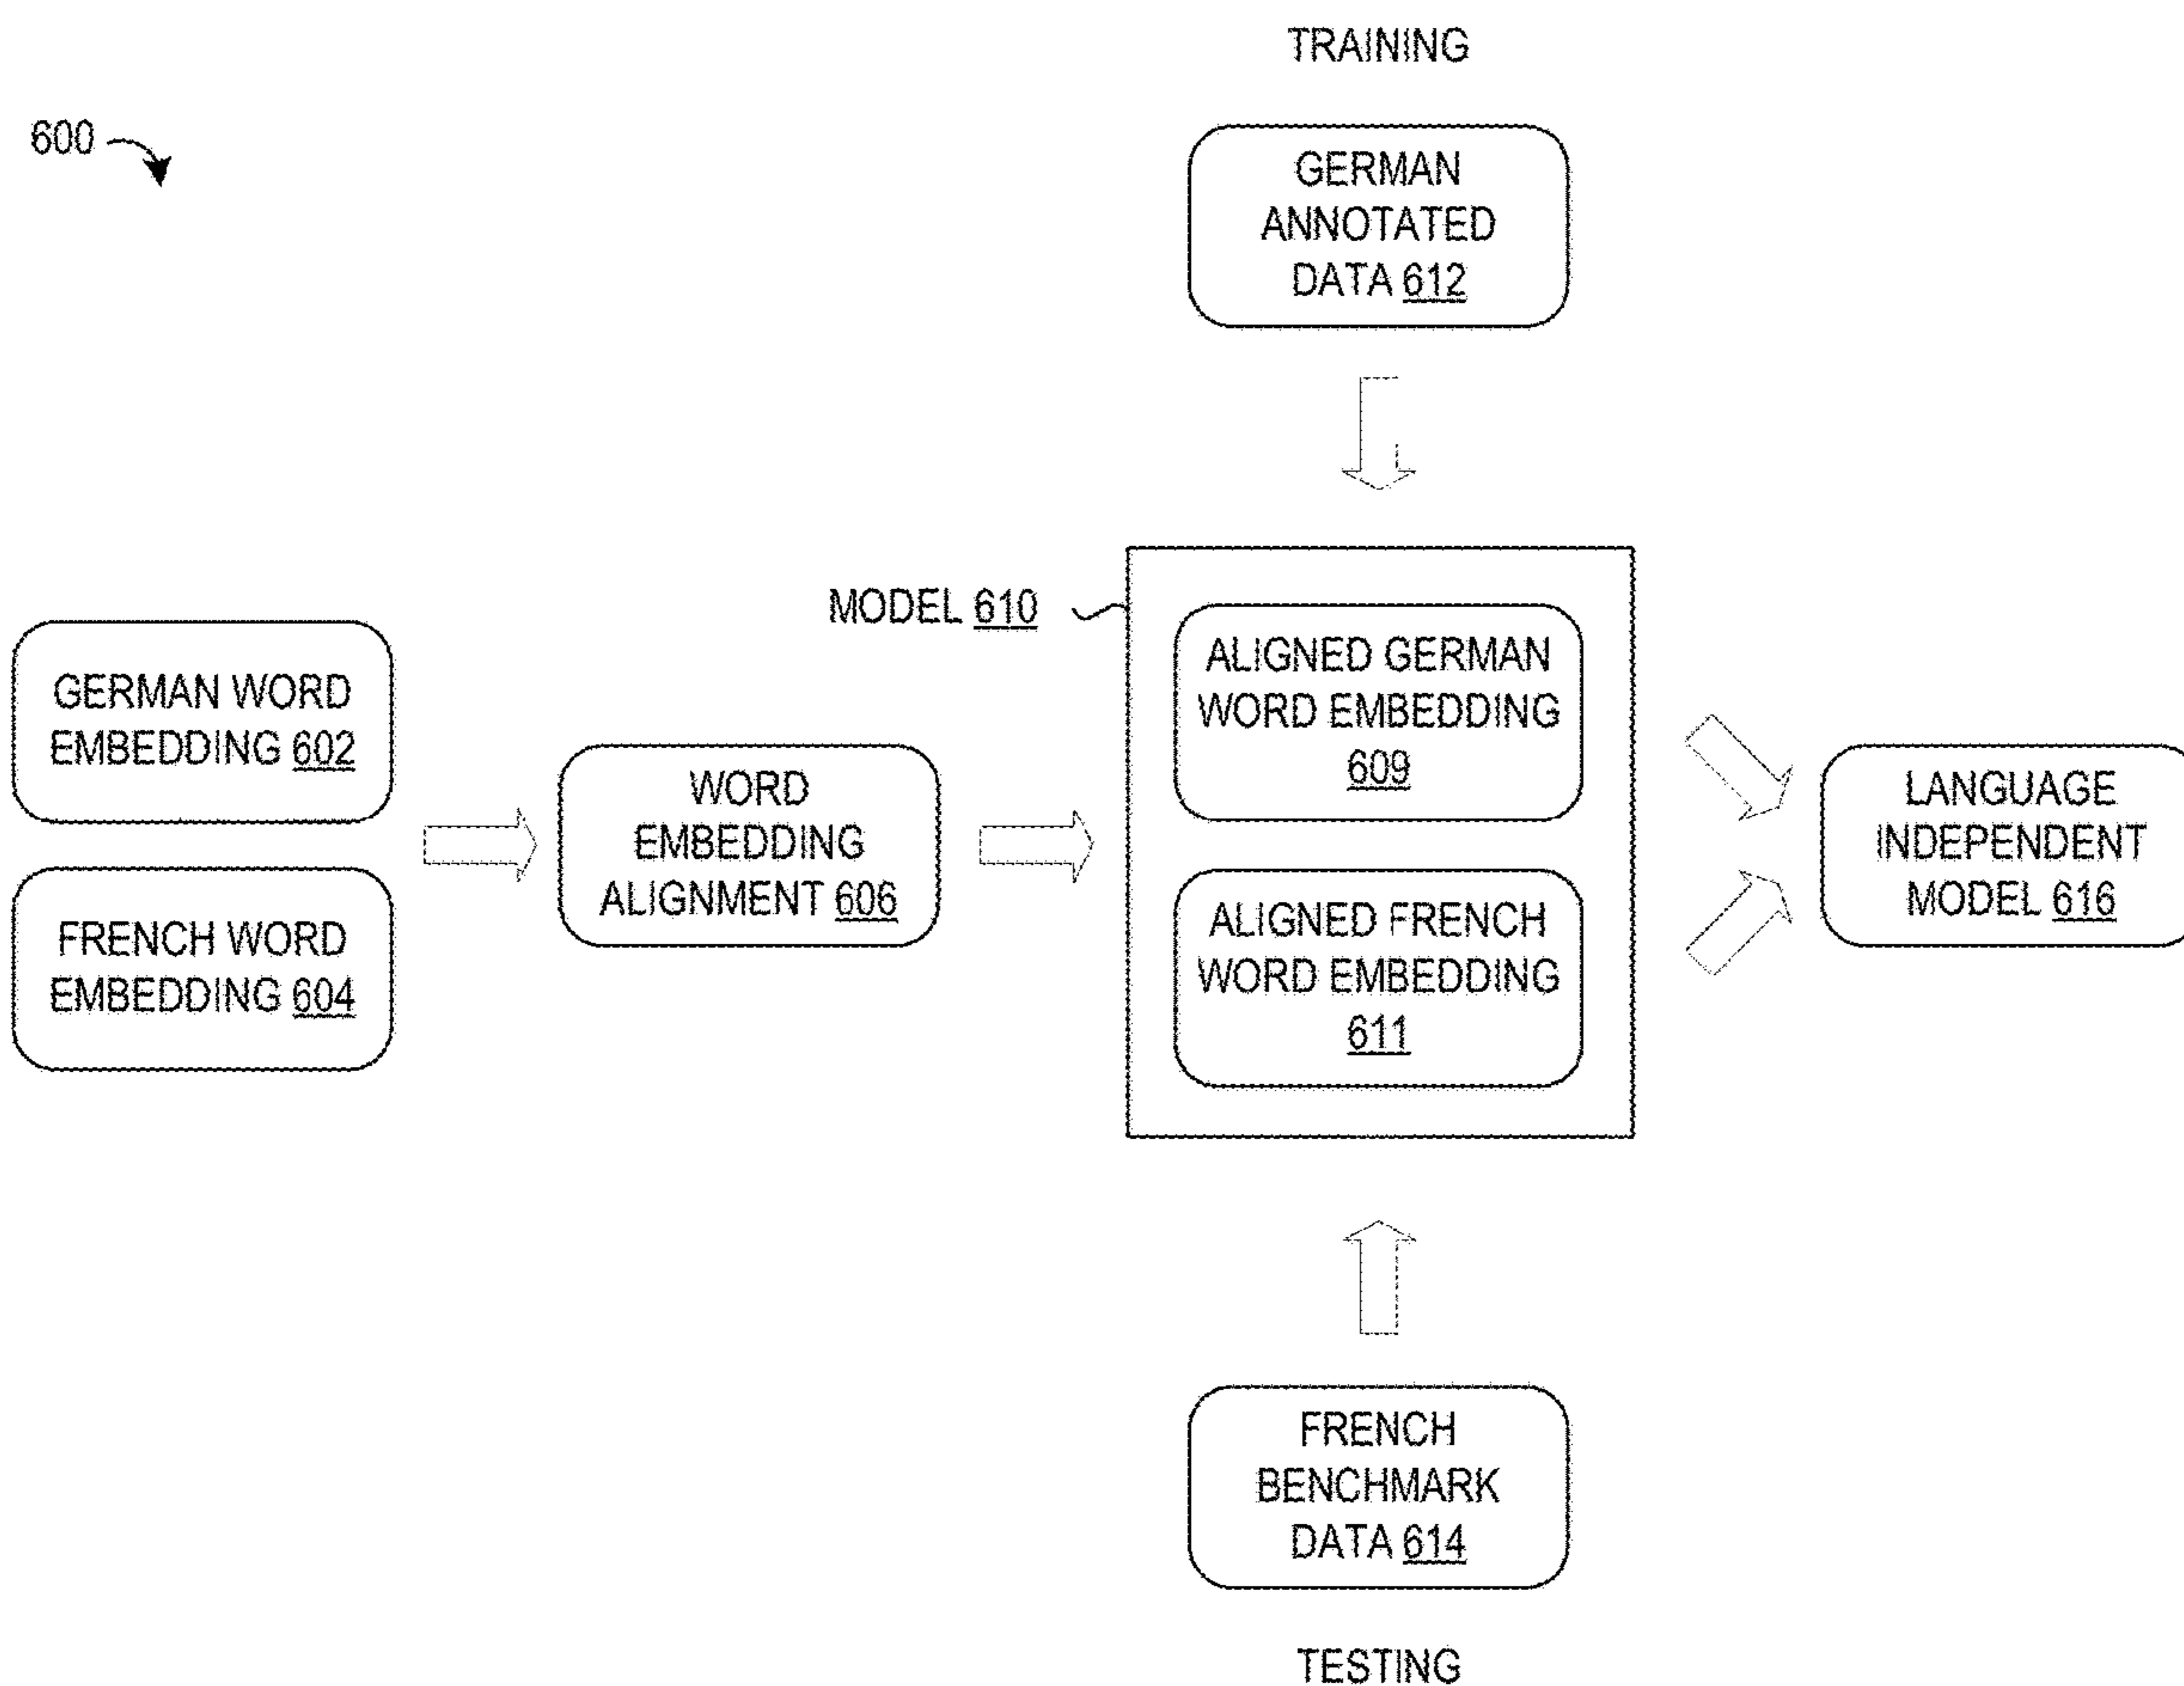 TRAINING
600
GERMAN
ANNOTATED
DATA 612
MODEL 610
ALIGNED GERMAN
WORD EMBEDDING
609
GERMAN WORD
EMBEDDING 602
WORD
EMBEDDING
ALIGNMENT 606
LANGUAGE
INDEPENDENT
MODEL 616
FRENCH WORD
EMBEDDING 604
ALIGNED FRENCH
WORD EMBEDDING
611
FRENCH
BENCHMARK
DATA 614
TESTING